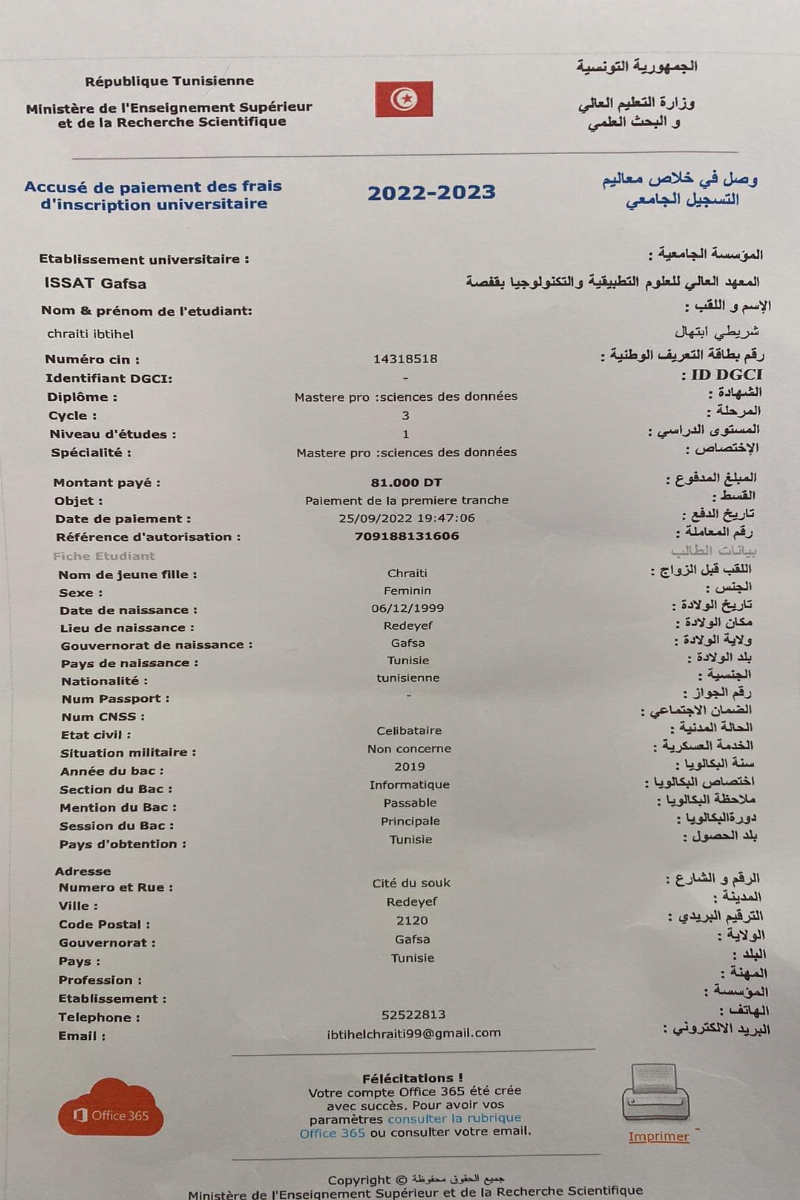 République Tunisienne
الجمهورية التونسية
Ministère de l'Enseignement Supérieur
et de la Recherche Scientifique
وزارة التعليم العالي
و البحث العلمي
Accusé de paiement des frais
d'inscription universitaire
2022-2023
وصل في خلاص معاليم
التسجيل الجامعي
Etablissement universitaire :
المؤسسة الجامعية :
ISSAT Gafsa
المعهد العالي للعلوم التطبيقية والتكنولوجيا بقفصة
Nom & prénom de l'etudiant:
الإسم و اللقب :
chraiti ibtihel
شريطي ابتهال
Numéro cin : 14318518 رقم بطاقة التعريف الوطنية :
Identifiant DGCI: - ID DGCI :
Diplôme : Mastere pro :sciences des données الشهادة :
Cycle : 3 المرحلة :
Niveau d'études : 1 المستوى الدراسي :
Spécialité : Mastere pro :sciences des données الإختصاص :
Montant payé : 81.000 DT المبلغ المدفوع :
Objet : Paiement de la premiere tranche القسط :
Date de paiement : 25/09/2022 19:47:06 تاريخ الدفع :
Référence d'autorisation : 709188131606 رقم المعاملة :
Fiche Etudiant بيانات الطالب
Nom de jeune fille : Chraiti اللقب قبل الزواج :
Sexe : Feminin الجنس :
Date de naissance : 06/12/1999 تاريخ الولادة :
Lieu de naissance : Redeyef مكان الولادة :
Gouvernorat de naissance : Gafsa ولاية الولادة :
Pays de naissance : Tunisie بلد الولادة :
Nationalité : tunisienne الجنسية :
Num Passport : - رقم الجواز :
Num CNSS : الضمان الاجتماعي :
Etat civil : Celibataire الحالة المدنية :
Situation militaire : Non concerne الخدمة العسكرية :
Année du bac : 2019 سنة البكالويا :
Section du Bac : Informatique اختصاص البكالويا :
Mention du Bac : Passable ملاحظة البكالويا :
Session du Bac : Principale دورةالبكالويا :
Pays d'obtention : Tunisie بلد الحصول :
Adresse
Numero et Rue : Cité du souk الرقم و الشارع :
Ville : Redeyef المدينة :
Code Postal : 2120 الترقيم البريدي :
Gouvernorat : Gafsa الولاية :
Pays : Tunisie البلد :
Profession : المهنة :
Etablissement : المؤسسة :
Telephone : 52522813 الهاتف :
Email : ibtihelchraiti99@gmail.com البريد الالكتروني :
Office 365
Félécitations !
Votre compte Office 365 été crée
avec succès. Pour avoir vos
paramètres consulter la rubrique
Office 365 ou consulter votre email.
Imprimer
Copyright © جميع الحقوق محفوظة
Ministère de l'Enseignement Supérieur et de la Recherche Scientifique